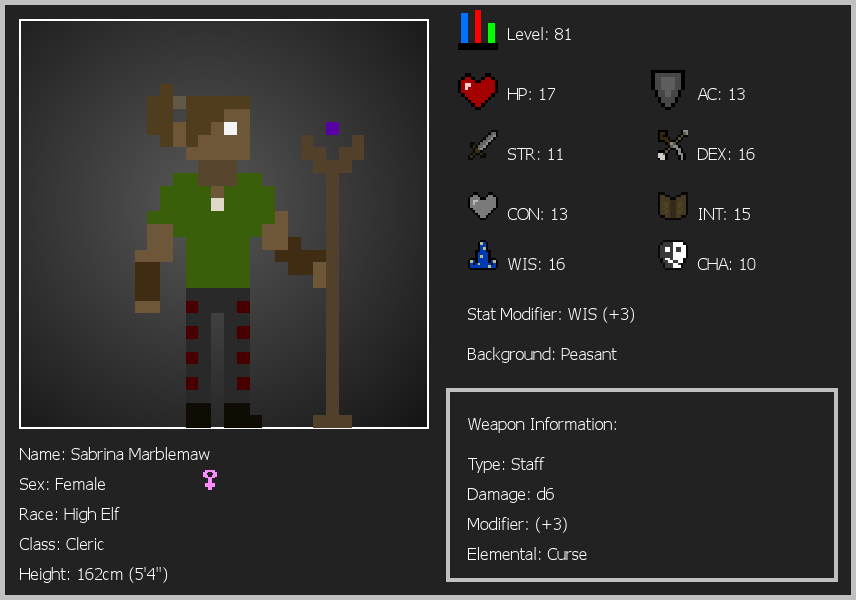 Level: 81
HP: 17
AC: 13
STR: 11
DEX: 16
CON: 13
INT: 15
WIS: 16
CHA: 10
Stat Modifier: WIS (+3)
Background: Peasant
Weapon Information:
Type: Staff
Damage: d6
Modifier: (+3)
Elemental: Curse
Name: Sabrina Marblemaw
Sex: Female
Race: High Elf
Class: Cleric
Height: 162cm (5'4")